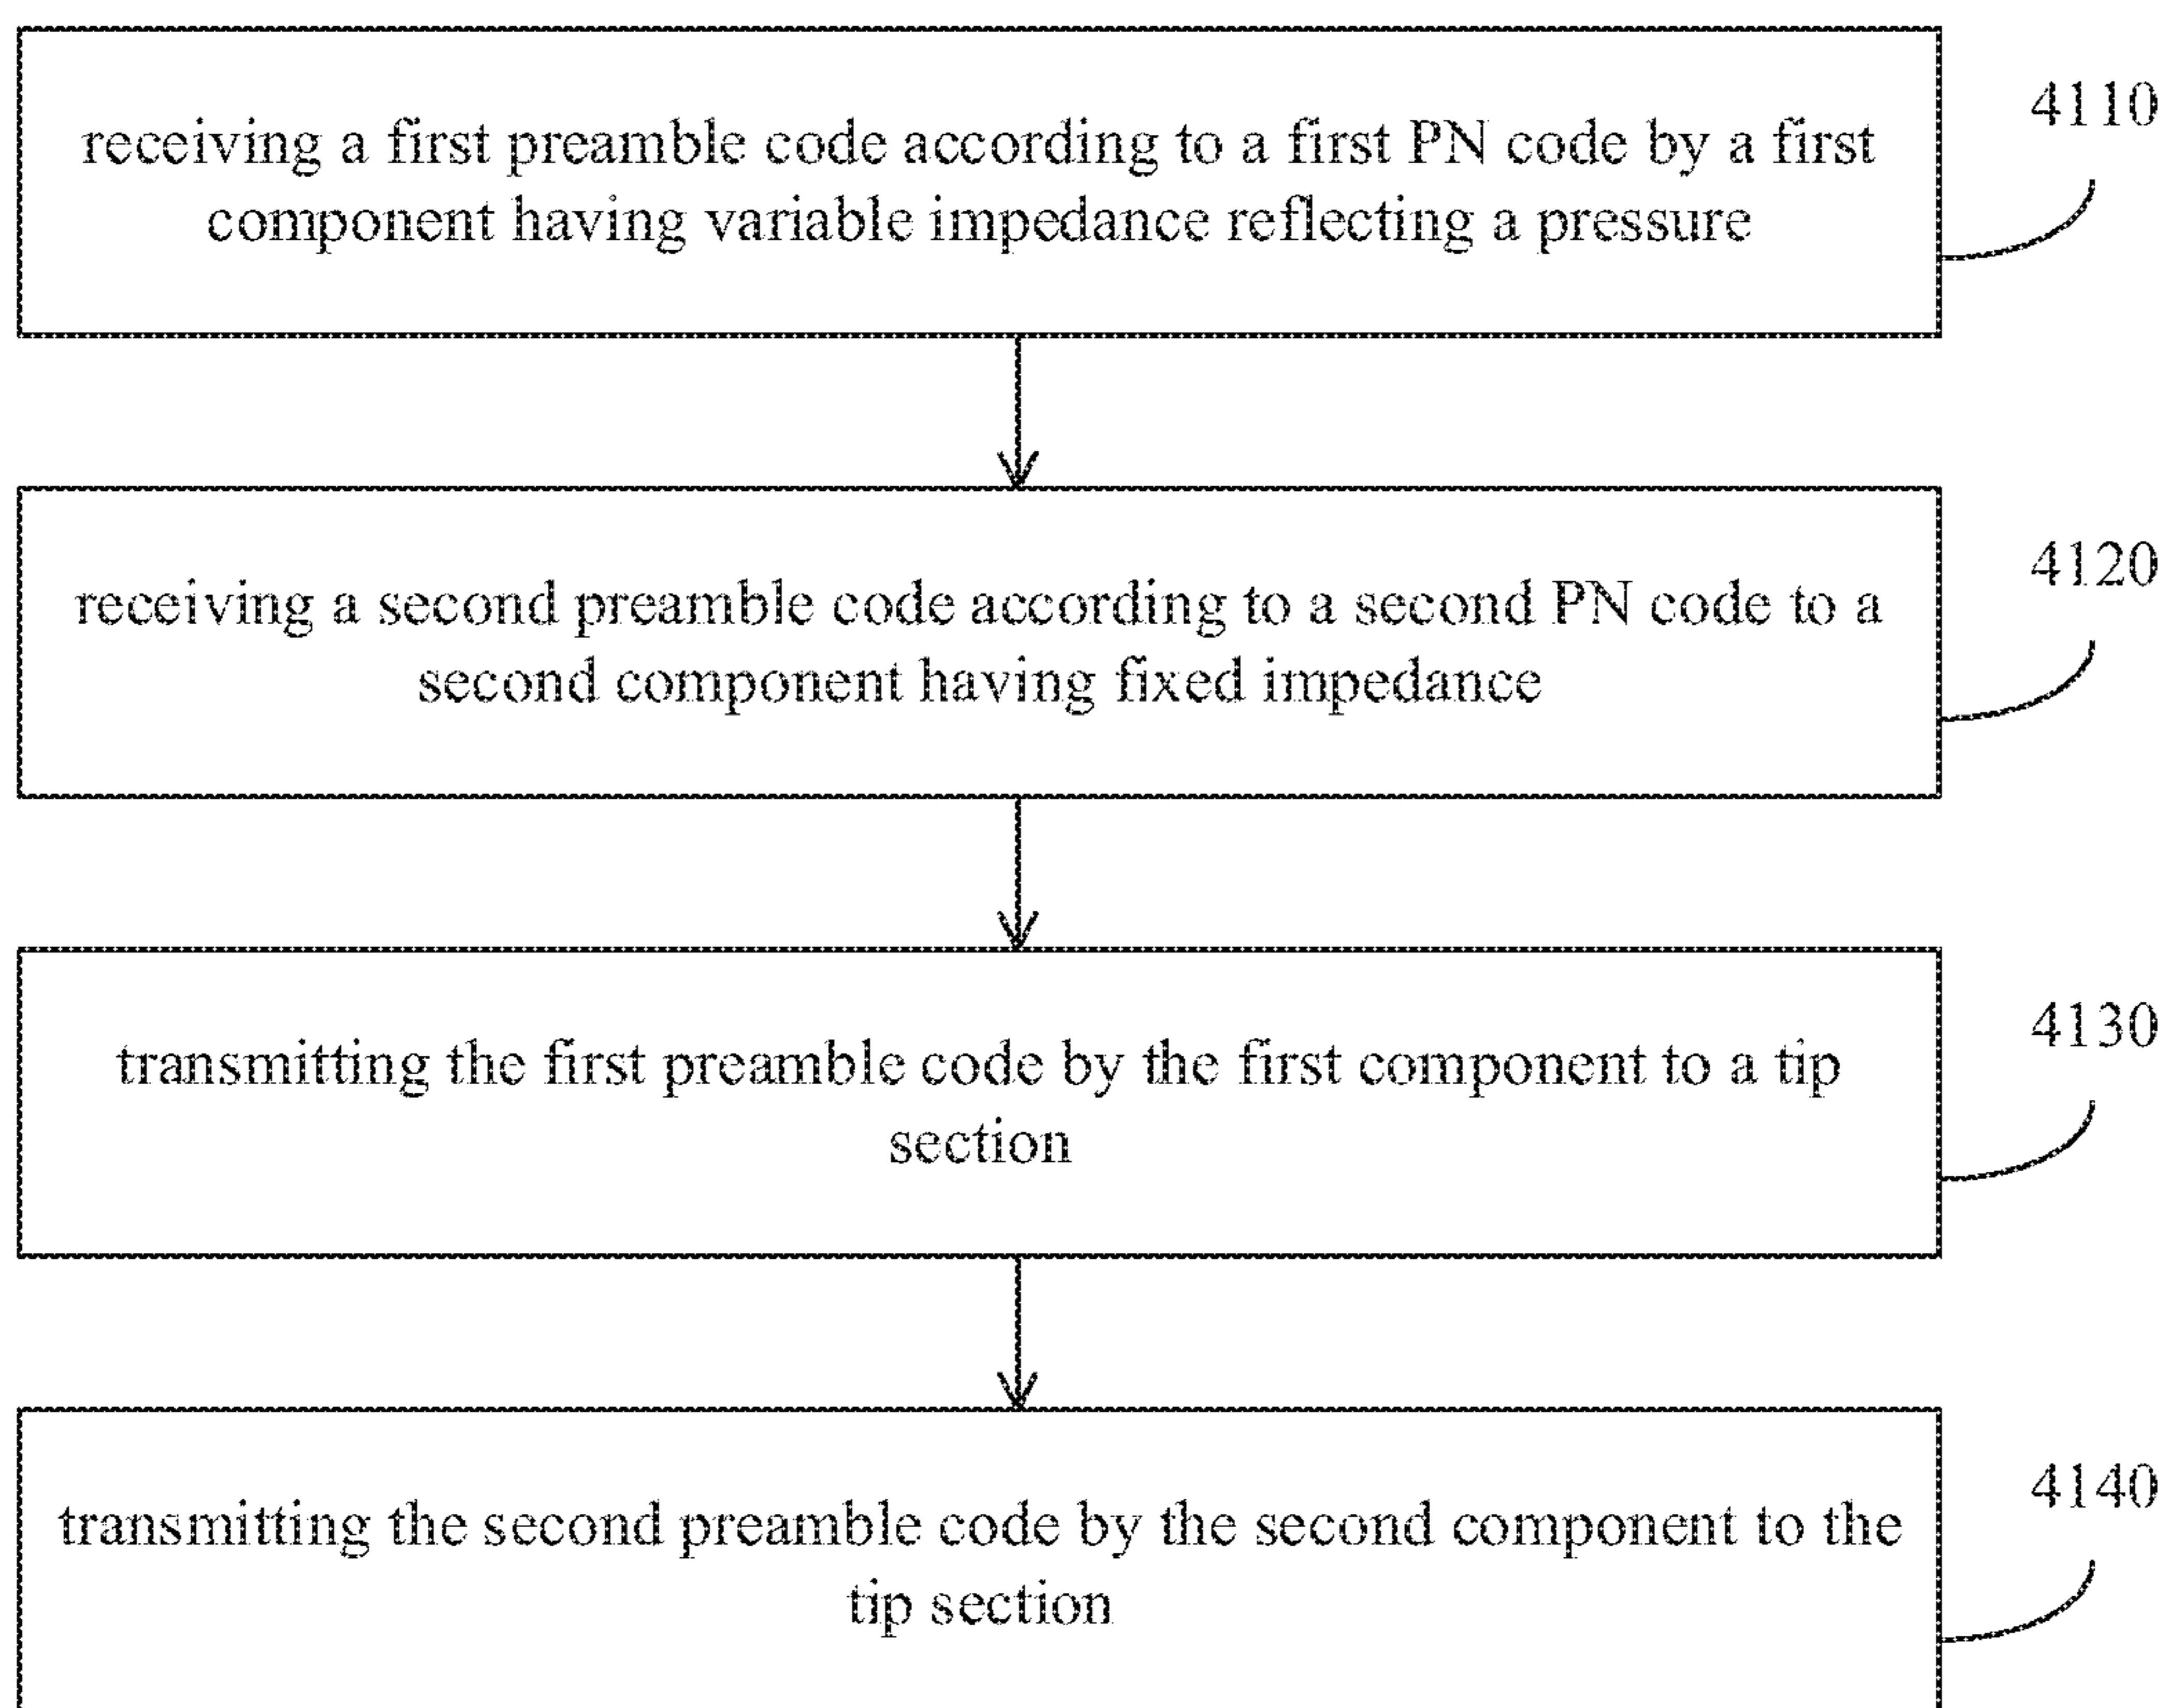 receiving a first preamble code according to a first PN code by a first
component having variable impedance reflecting a pressure
4110
receiving a second preamble code according to a second PN code to a
second component having fixed impedance
4120
transmitting the first preamble code by the first component to a tip
section
4130
transmitting the second preamble code by the second component to the
tip section
4140